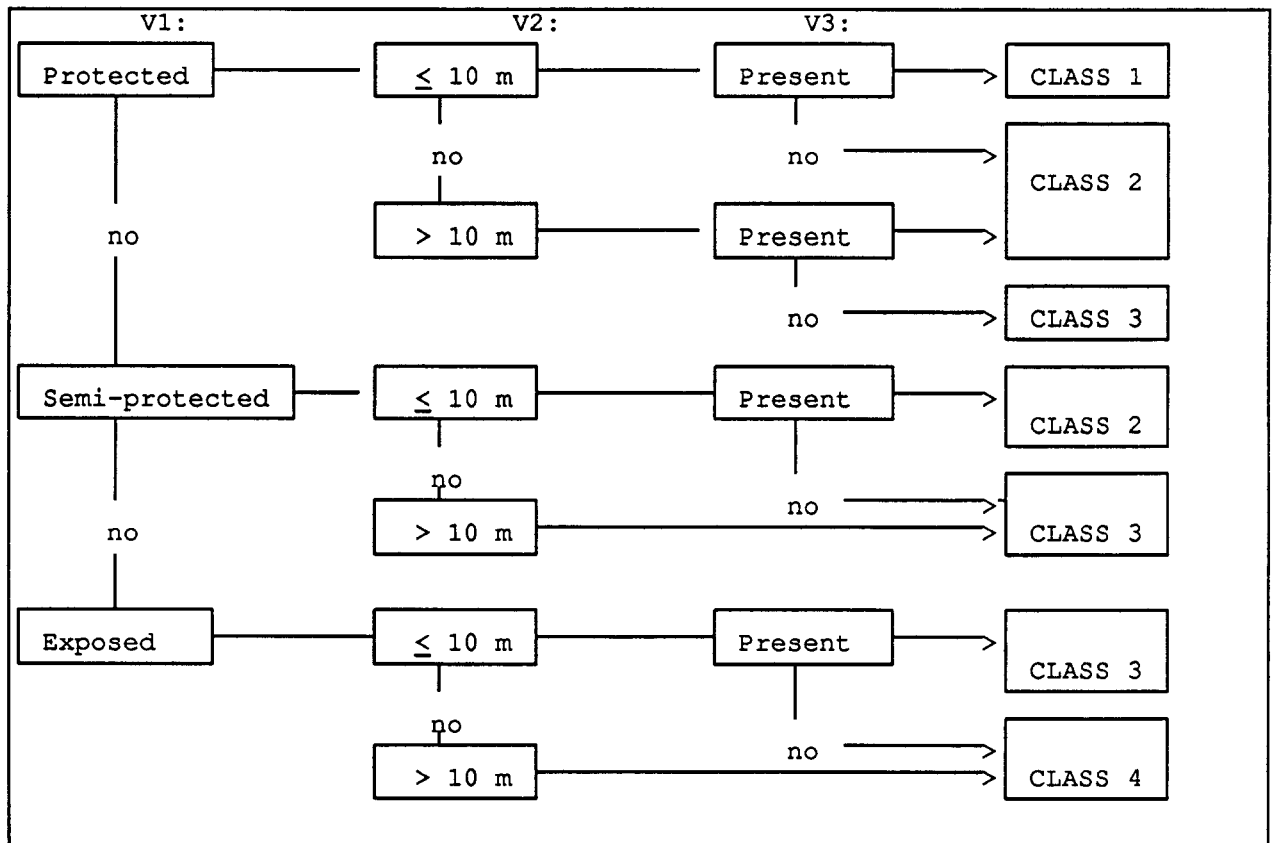 V1: V2: V3:
Protected ≤ 10 m Present CLASS 1
no no
CLASS 2
no > 10 m Present
no CLASS 3
Semi-protected ≤ 10 m Present
CLASS 2
no
no
no > 10 m CLASS 3
Exposed ≤ 10 m Present
CLASS 3
no
no
> 10 m CLASS 4